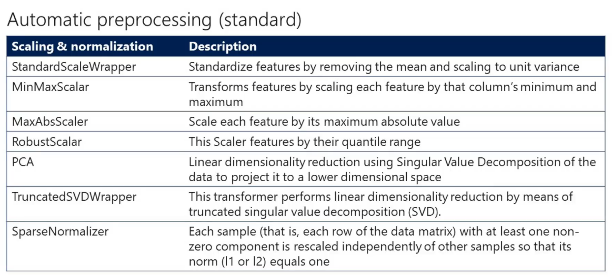 Automatic preprocessing (standard)
Scaling & normalization Description
StandardScaleWrapper Standardize features by removing the mean and scaling to unit variance
MinMaxScalar Transforms features by scaling each feature by that column's minimum and
maximum
MaxAbsScaler Scale each feature by its maximum absolute value
RobustScalar This Scaler features by their quantile range
PCA Linear dimensionality reduction using Singular Value Decomposition of the
data to project it to a lower dimensional space
TruncatedSVDWrapper This transformer performs linear dimensionality reduction by means of
truncated singular value decomposition (SVD).
SparseNormalizer Each sample (that is, each row of the data matrix) with at least one non-
zero component is rescaled independently of other samples so that its
norm (l1 or l2) equals one